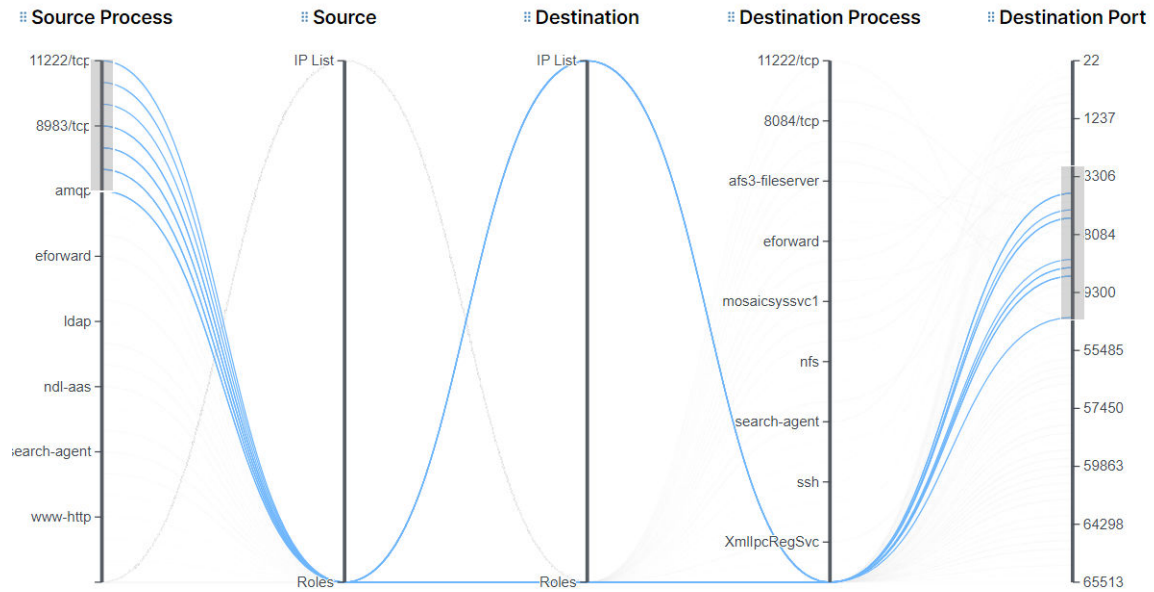 Source Process
Source
Destination
Destination Process
Destination Port
11222/tcp
8983/tcp
amqp
eforward
ldap
ndl-aas
search-agent
www-http
IP List
Roles
IP List
Roles
11222/tcp
8084/tcp
afs3-fileserver
eforward
mosaicsyssvc1
nfs
search-agent
ssh
XmlIpcRegSvc
22
1237
3306
8084
9300
55485
57450
59863
64298
65513